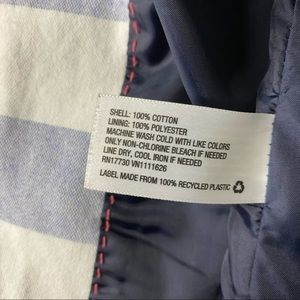 SHELL: 100% COTTON
LINING: 100% POLYESTER
MACHINE WASH COLD WITH LIKE COLORS
ONLY NON-CHLORINE BLEACH IF NEEDED
LINE DRY, COOL IRON IF NEEDED
RN17730 VN1111626
LABEL MADE FROM 100% RECYCLED PLASTIC